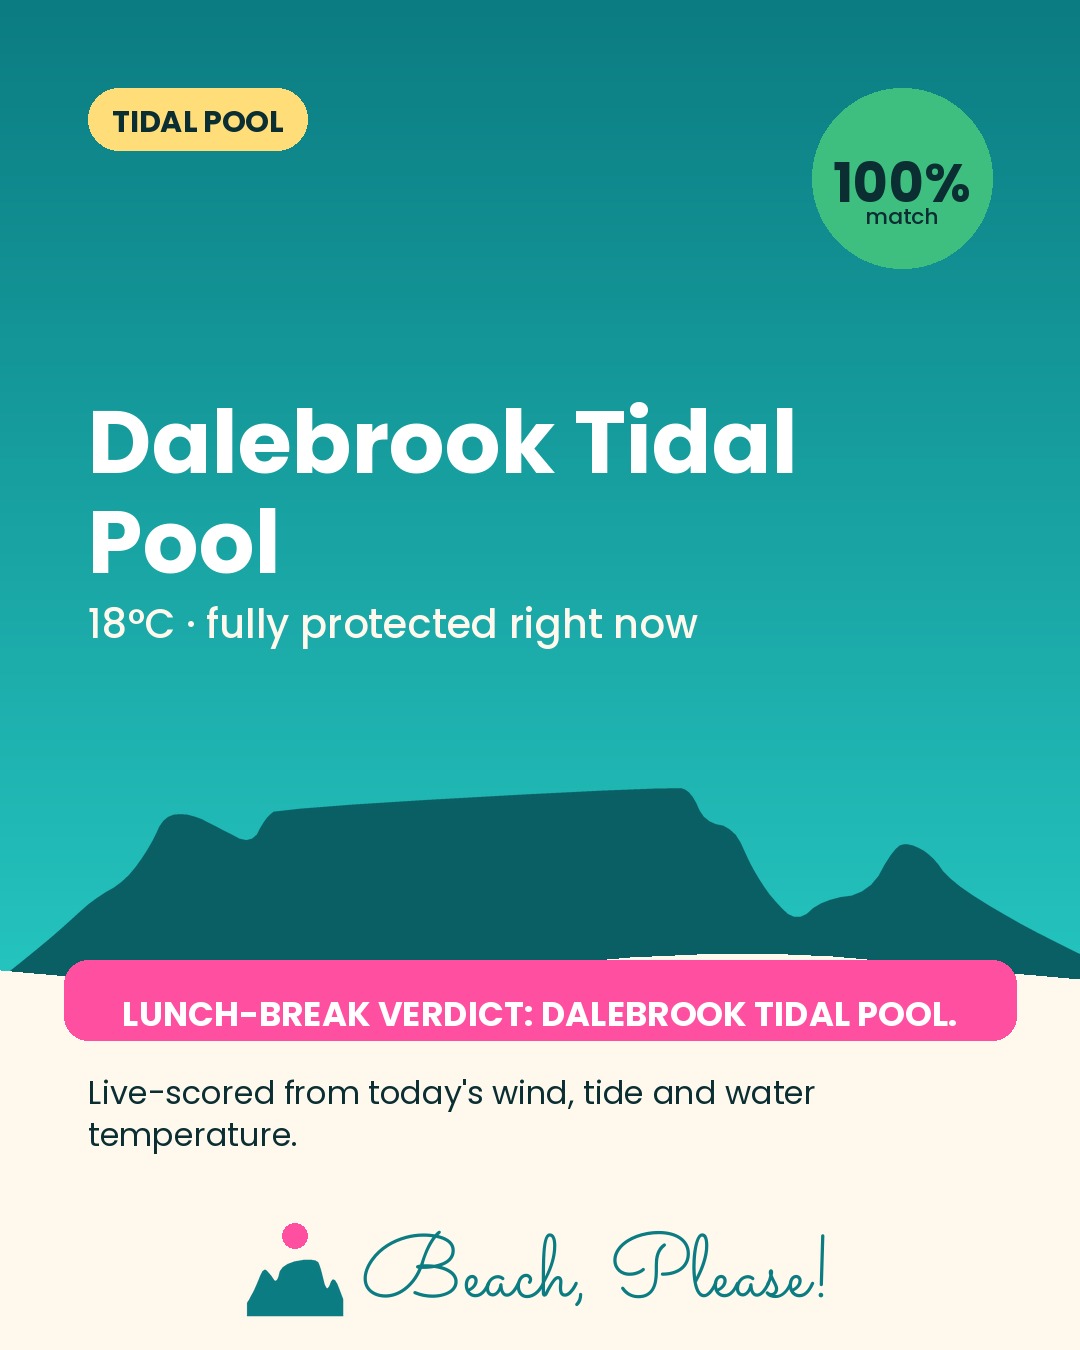 TIDAL POOL
100%
match
Dalebrook Tidal
Pool
18°C · fully protected right now
LUNCH-BREAK VERDICT: DALEBROOK TIDAL POOL.
Live-scored from today's wind, tide and water
temperature.
Beach, Please!